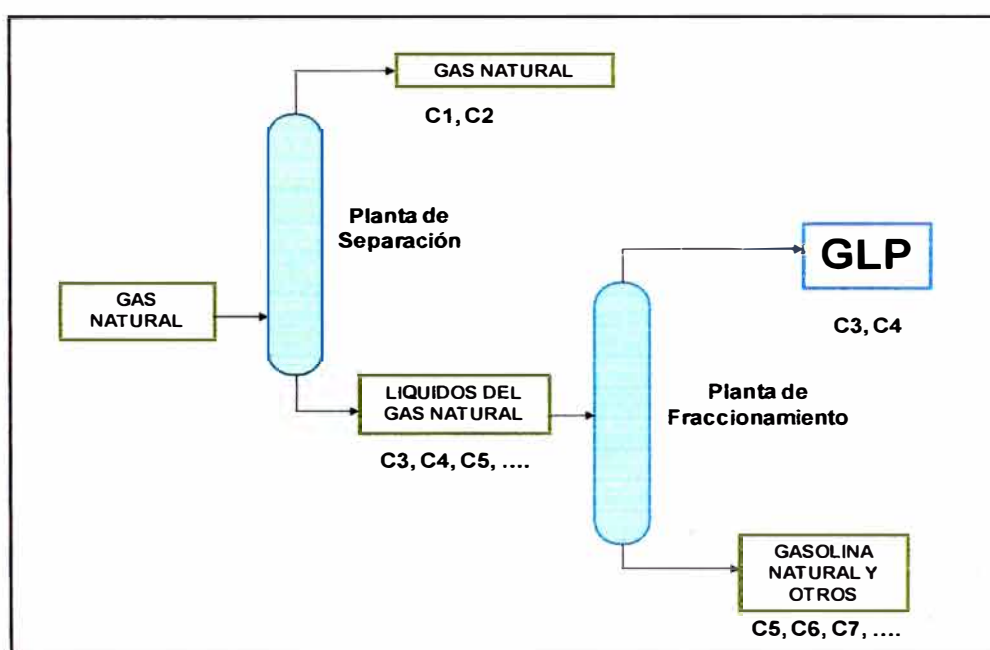 GAS NATURAL
C1, C2
Planta de
Separación
GLP
GAS
NATURAL
C3, C4
LIQUIDOS DEL
GAS NATURAL
Planta de
Fraccionamiento
C3, C4, C5, ....
GASOLINA
NATURAL Y
OTROS
C5, C6, C7, ....